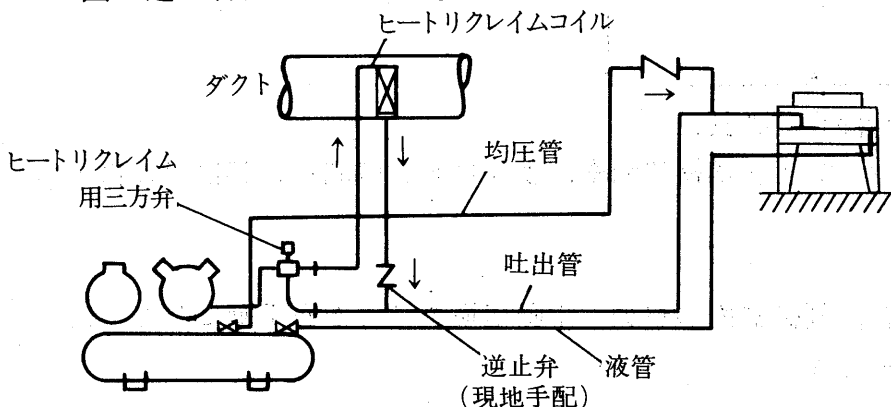 ヒートリクレイムコイル
ダクト
ヒートリクレイム
用三方弁
均圧管
吐出管
逆止弁
(現地手配)
液管